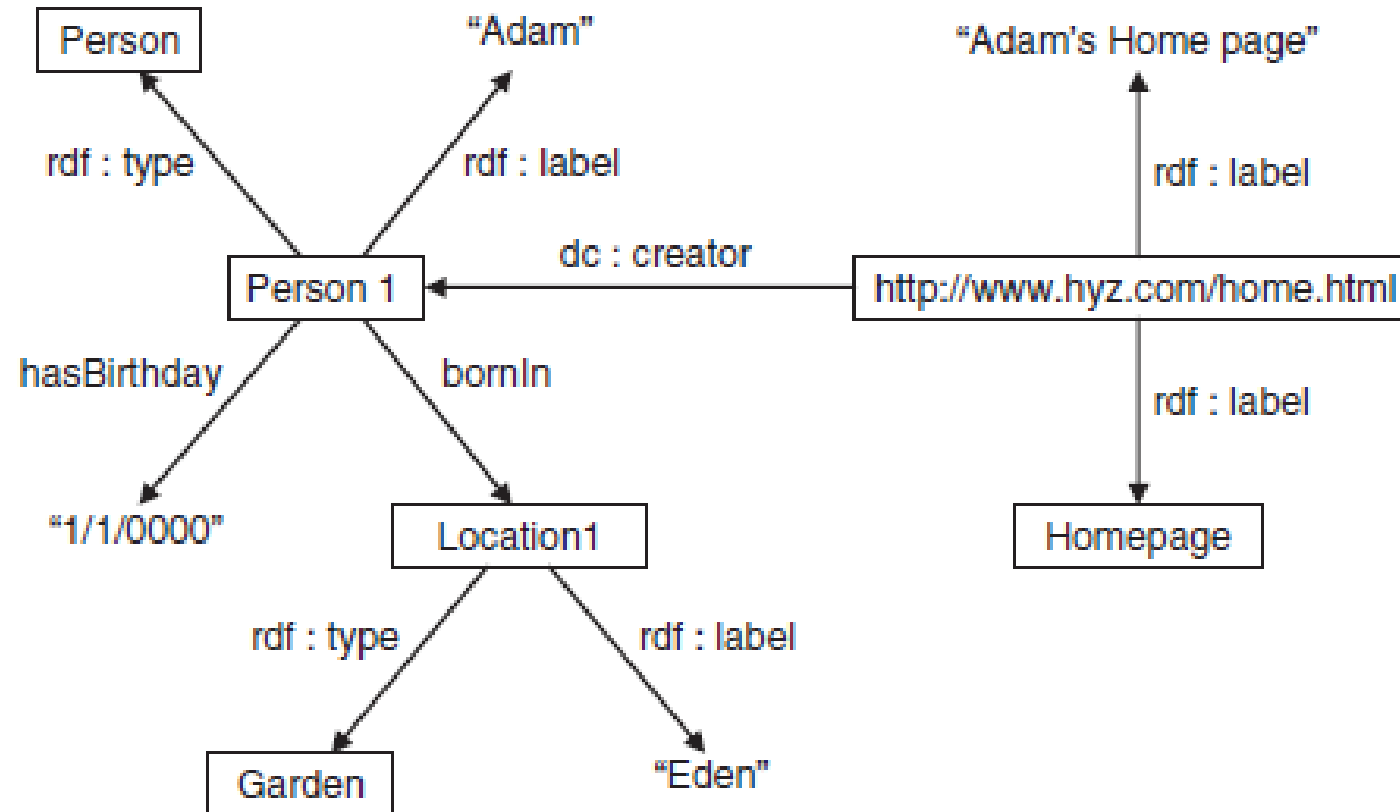 Person
“Adam”
“Adam's Home page”
rdf : type
rdf : label
rdf : label
dc : creator
Person 1
http://www.hyz.com/home.html
hasBirthday
bornIn
rdf : label
“1/1/0000”
Location1
Homepage
rdf : type
rdf : label
Garden
“Eden”